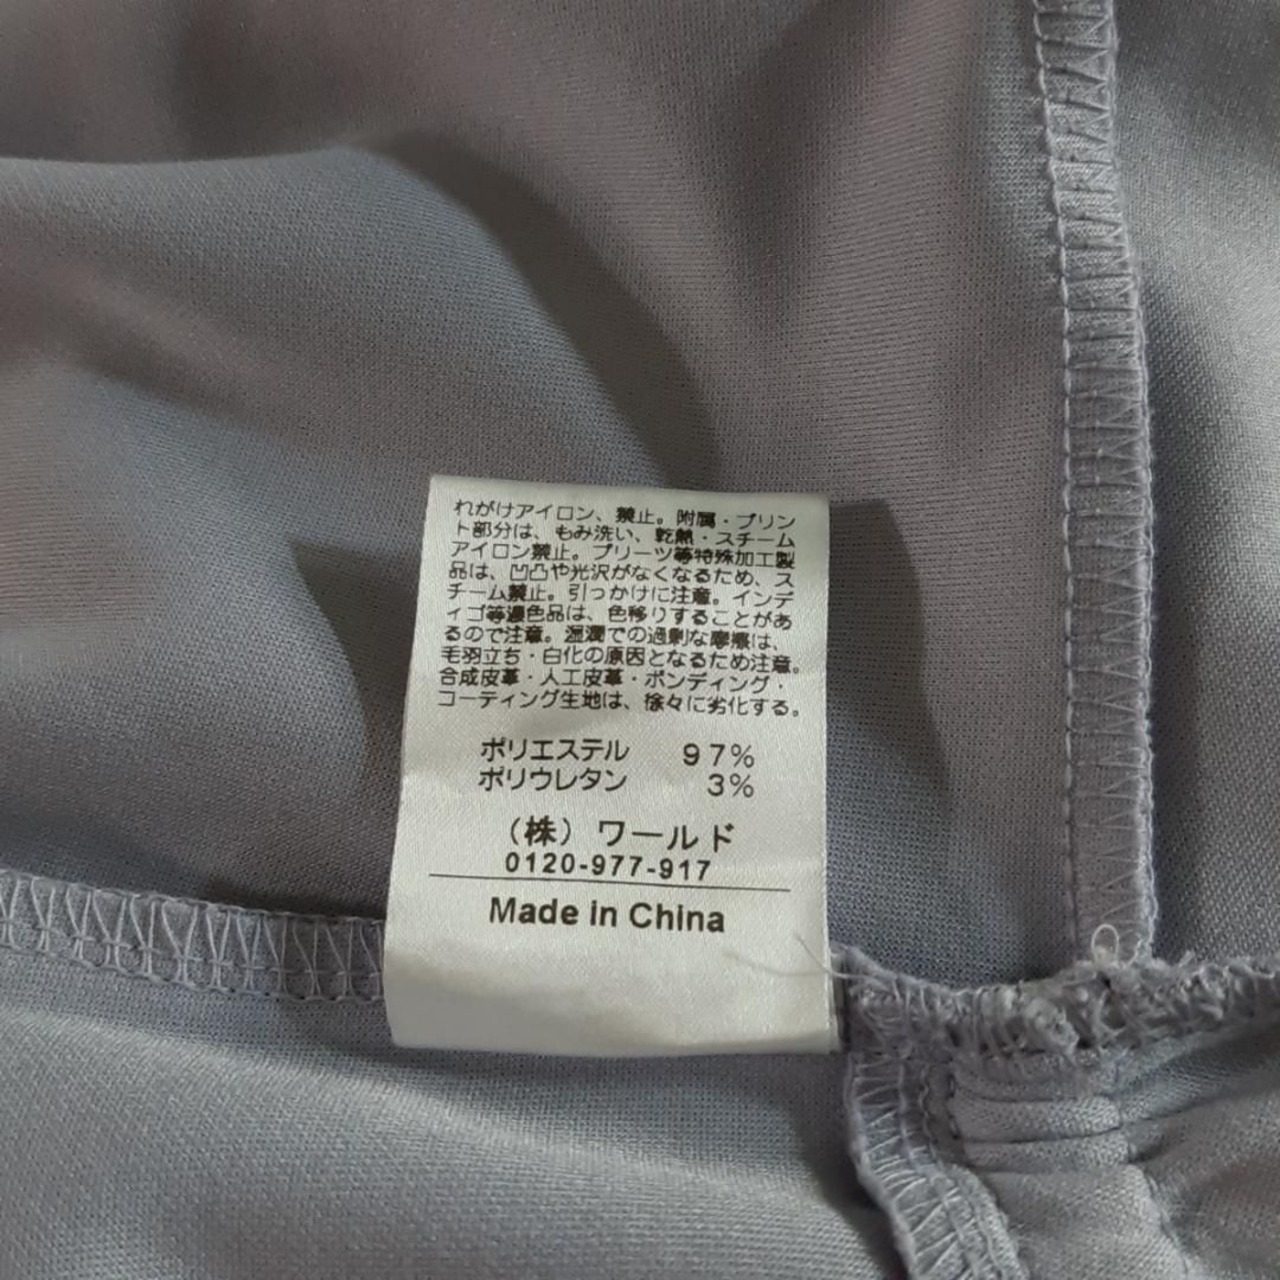 れがけアイロン、禁止。附属・プリン
ト部分は、もみ洗い、乾熱・スチーム
アイロン禁止。プリーツ等特殊加工製
品は、凹凸や光沢がなくなるため、ス
チーム禁止。引っかけに注意。インデ
ィゴ等濃色品は、色移りすることがあ
るので注意。湿潤での過剰な摩擦は、
毛羽立ち・白化の原因となるため注意。
合成皮革・人工皮革・ボンディング・
コーティング生地は、徐々に劣化する。
ポリエステル 97%
ポリウレタン 3%
（株）ワールド
0120-977-917
Made in China